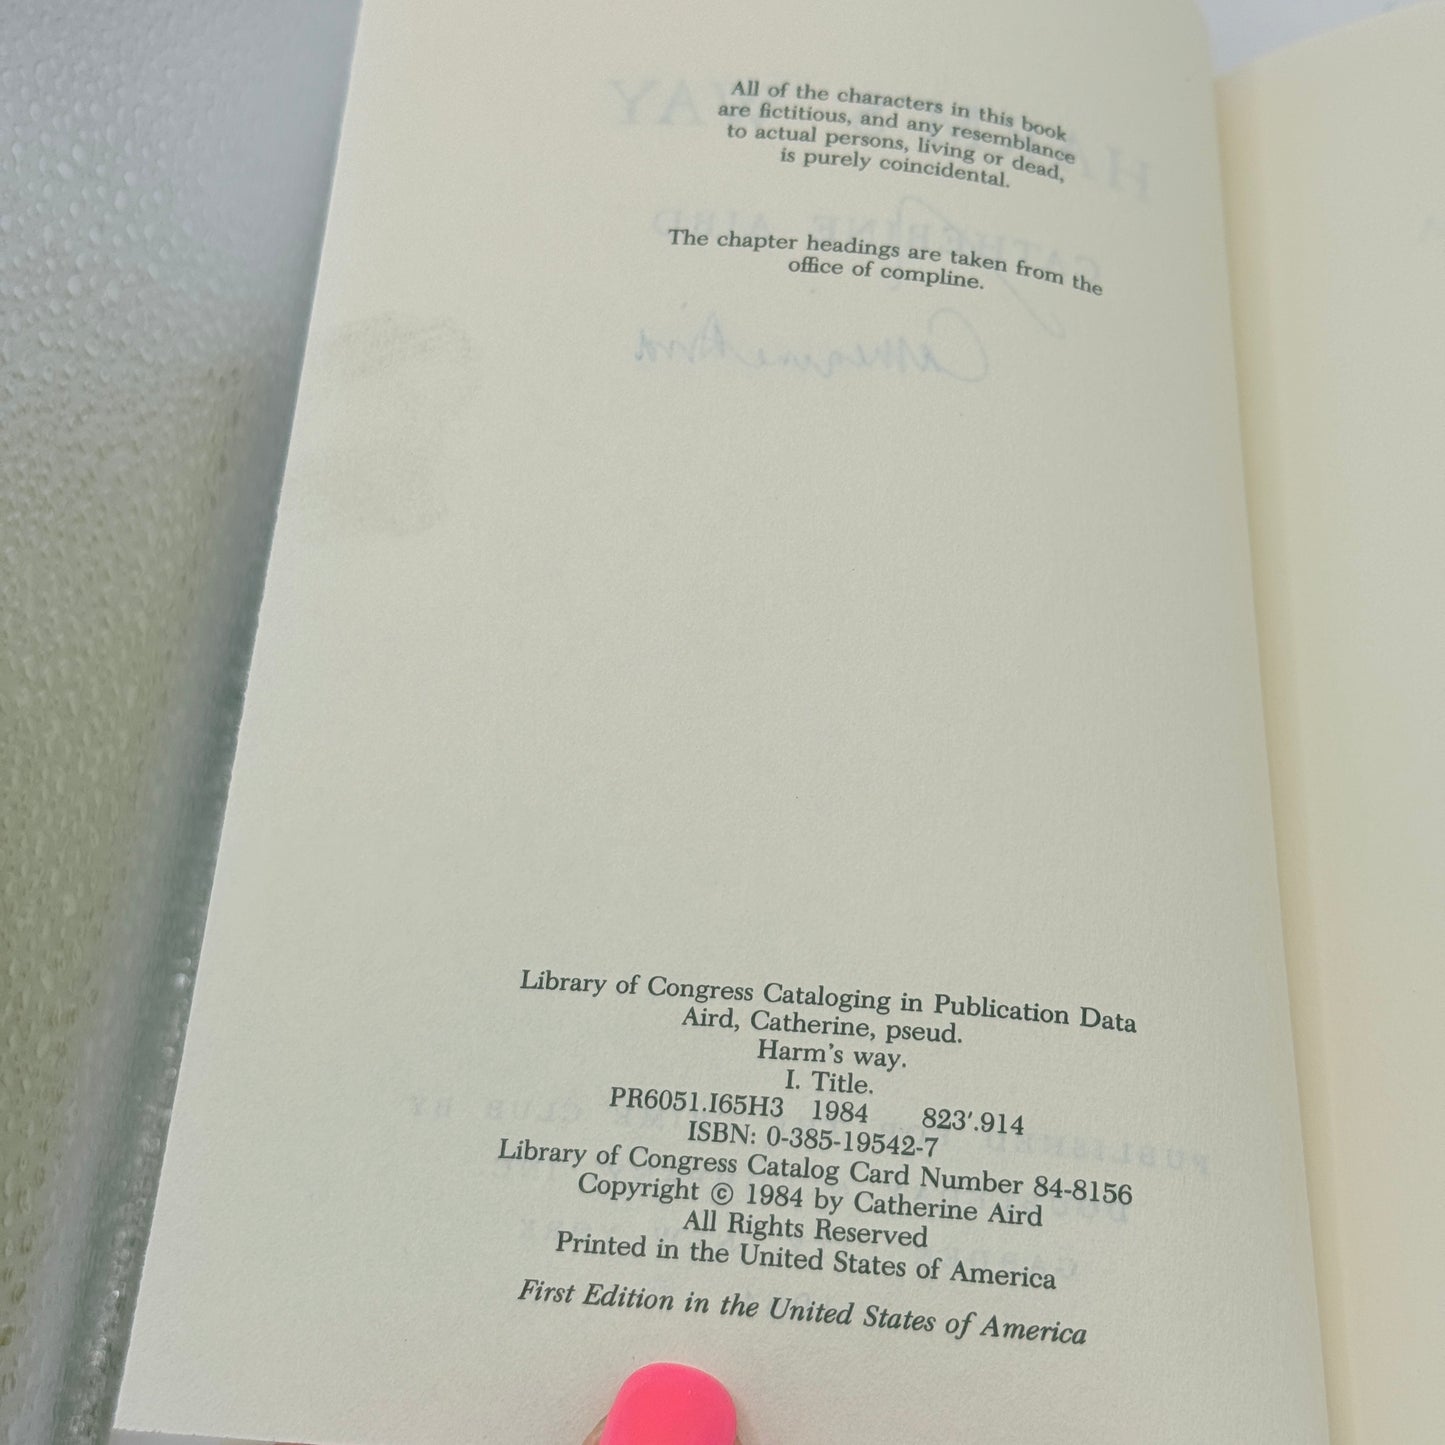 All of the characters in this book
are fictitious, and any resemblance
to actual persons, living or dead,
is purely coincidental.
The chapter headings are taken from the
office of compline.
Library of Congress Cataloging in Publication Data
Aird, Catherine, pseud.
Harm's way.
I. Title.
PR6051.I65H3 1984 823′.914
ISBN: 0-385-19542-7
Library of Congress Catalog Card Number 84-8156
Copyright © 1984 by Catherine Aird
All Rights Reserved
Printed in the United States of America
First Edition in the United States of America